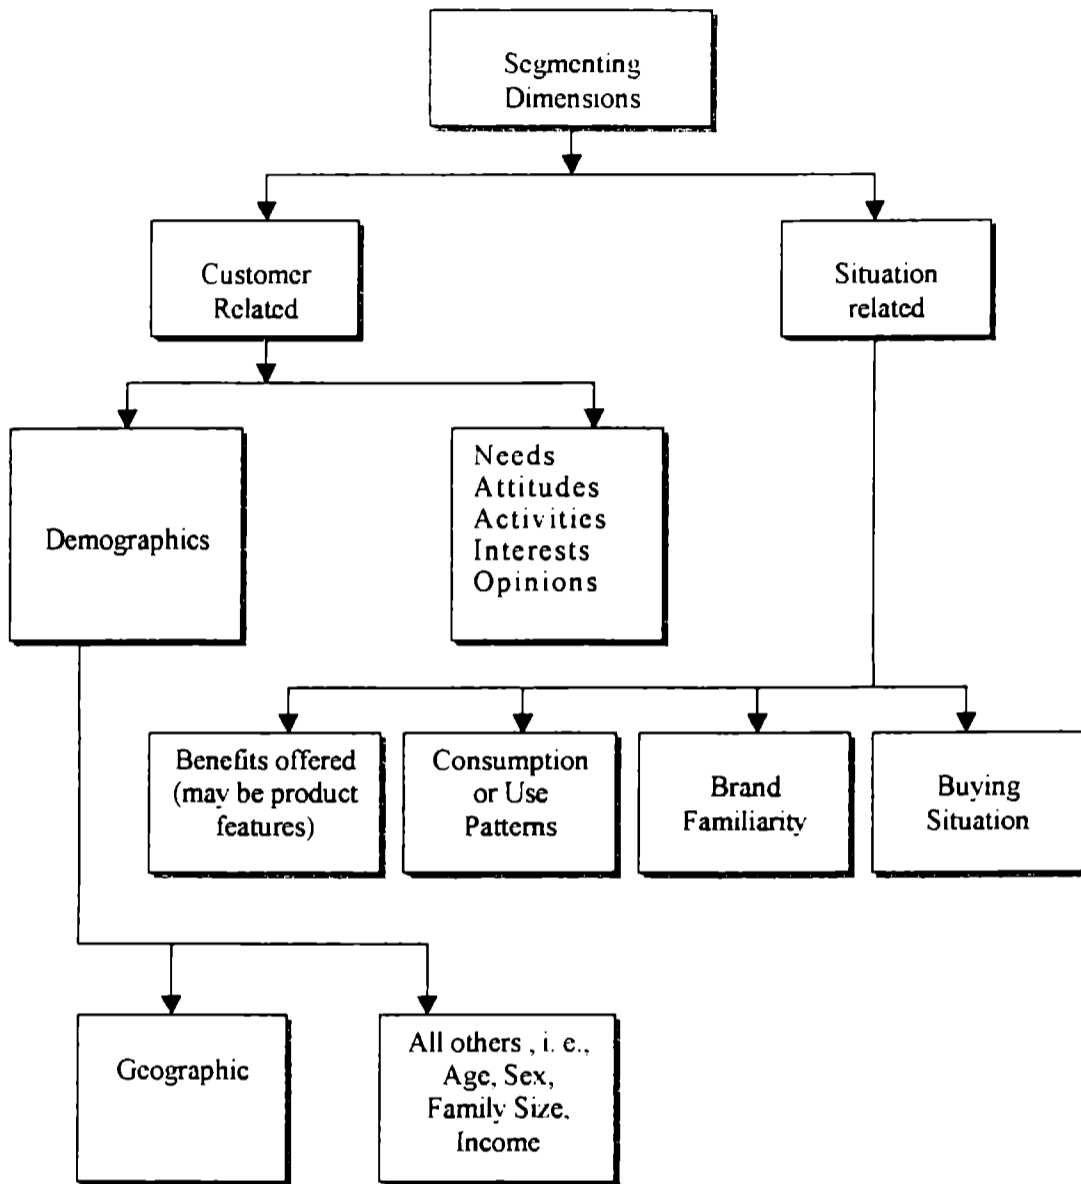 Segmenting
Dimensions
Customer
Related
Situation
related
Demographics
Needs
Attitudes
Activities
Interests
Opinions
Benefits offered
(may be product
features)
Consumption
or Use
Patterns
Brand
Familiarity
Buying
Situation
Geographic
All others , i. e.,
Age, Sex,
Family Size,
Income